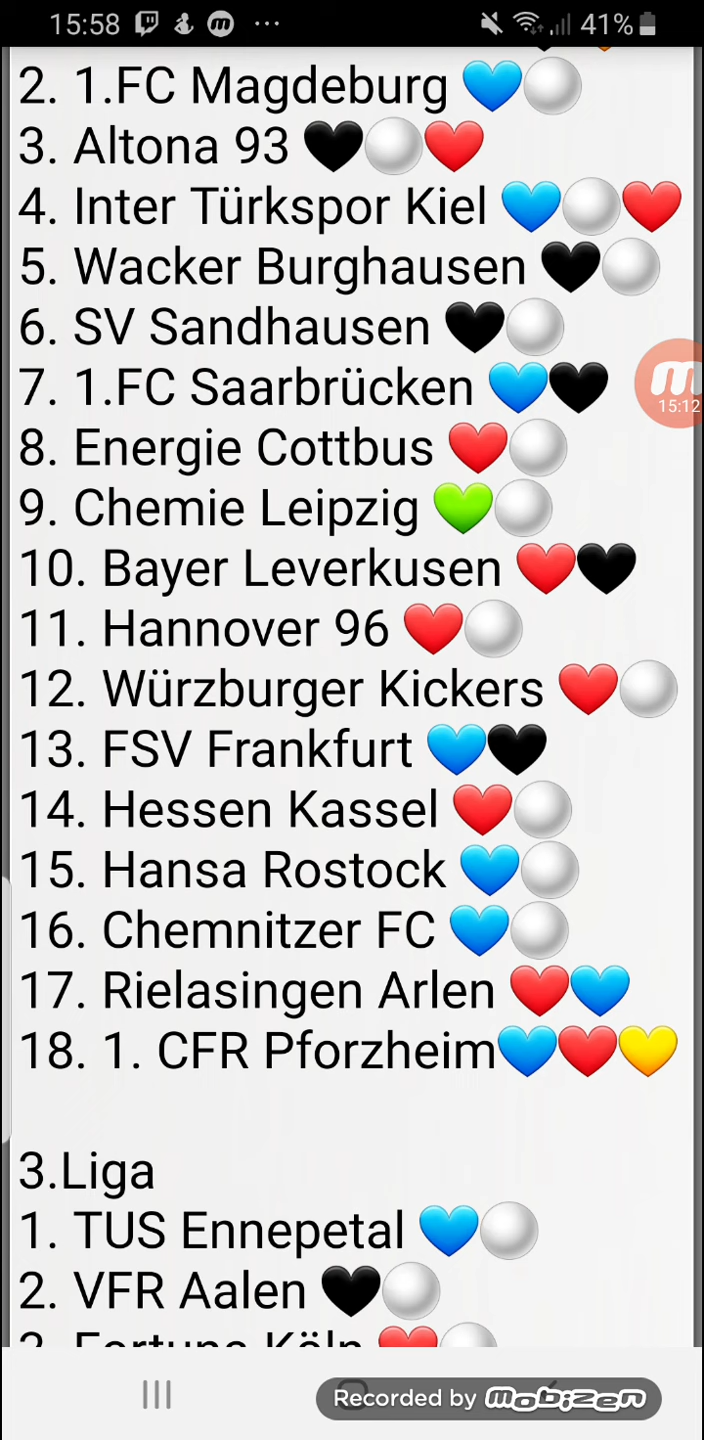 15:58 41%
2. 1.FC Magdeburg 💙⚪
3. Altona 93 🖤⚪❤️
4. Inter Türkspor Kiel 💙⚪❤️
5. Wacker Burghausen 🖤⚪
6. SV Sandhausen 🖤⚪
7. 1.FC Saarbrücken 💙🖤
15:12
8. Energie Cottbus ❤️⚪
9. Chemie Leipzig 💚⚪
10. Bayer Leverkusen ❤️🖤
11. Hannover 96 ❤️⚪
12. Würzburger Kickers ❤️⚪
13. FSV Frankfurt 💙🖤
14. Hessen Kassel ❤️⚪
15. Hansa Rostock 💙⚪
16. Chemnitzer FC 💙⚪
17. Rielasingen Arlen ❤️💙
18. 1. CFR Pforzheim💙❤️💛
3.Liga
1. TUS Ennepetal 💙⚪
2. VFR Aalen 🖤⚪
3. Fortuna Köln ❤️⚪
Recorded by mobizen